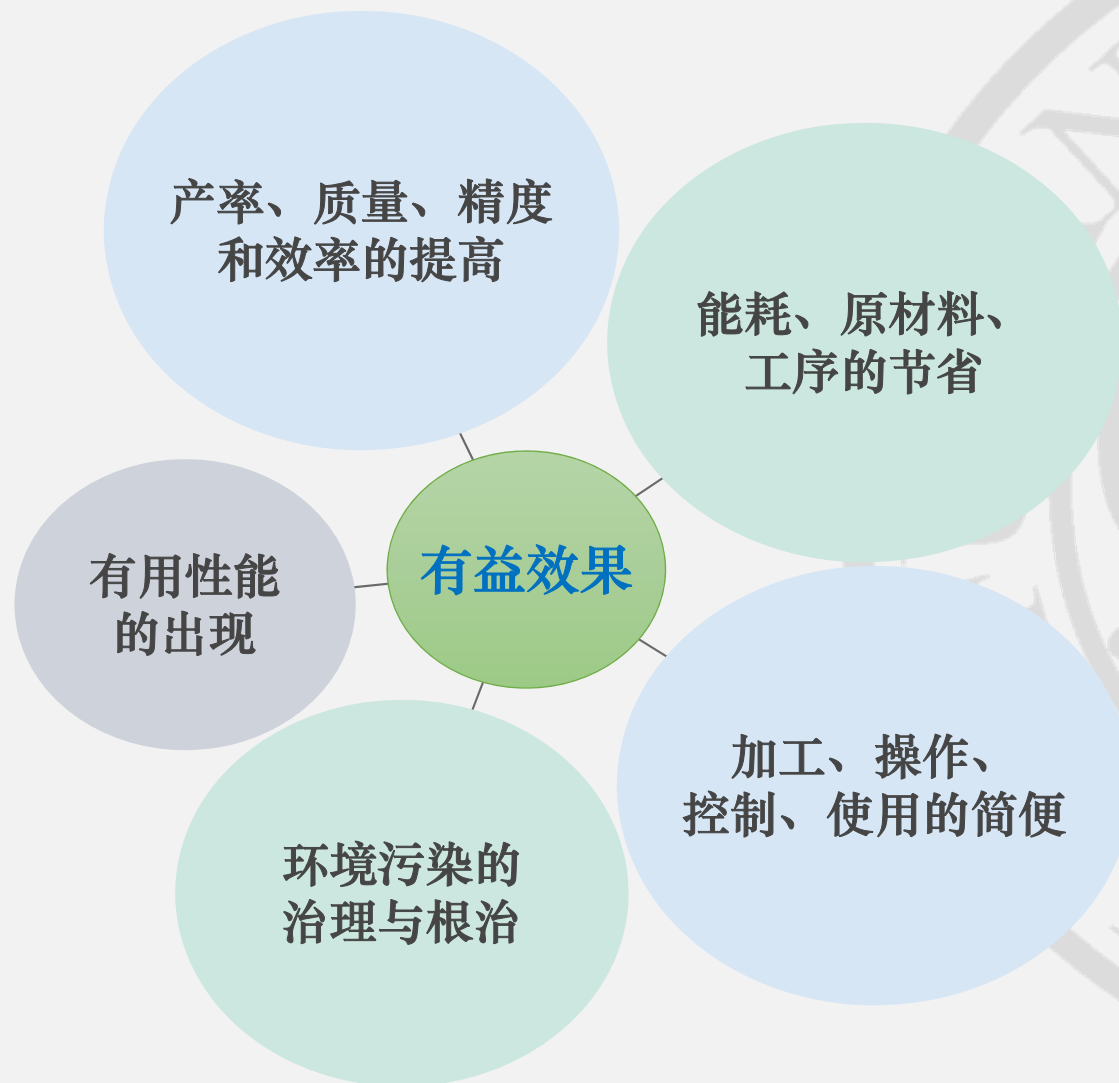 产率、质量、精度
和效率的提高
能耗、原材料、
工序的节省
有益效果
有用性能
的出现
加工、操作、
控制、使用的简便
环境污染的
治理与根治